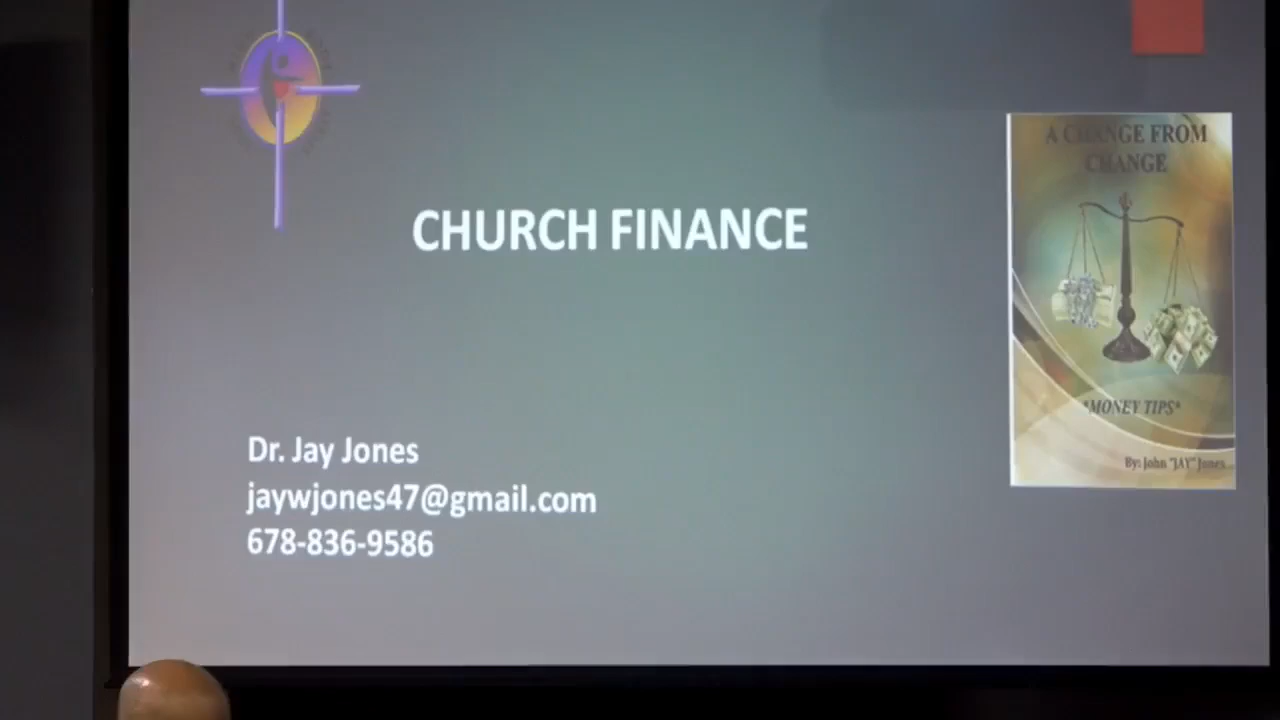 CHURCH FINANCE
Dr. Jay Jones
jaywjones47@gmail.com
678-836-9586
A CHANGE FROM
CHANGE
*MONEY TIPS*
By: John "JAY" Jones